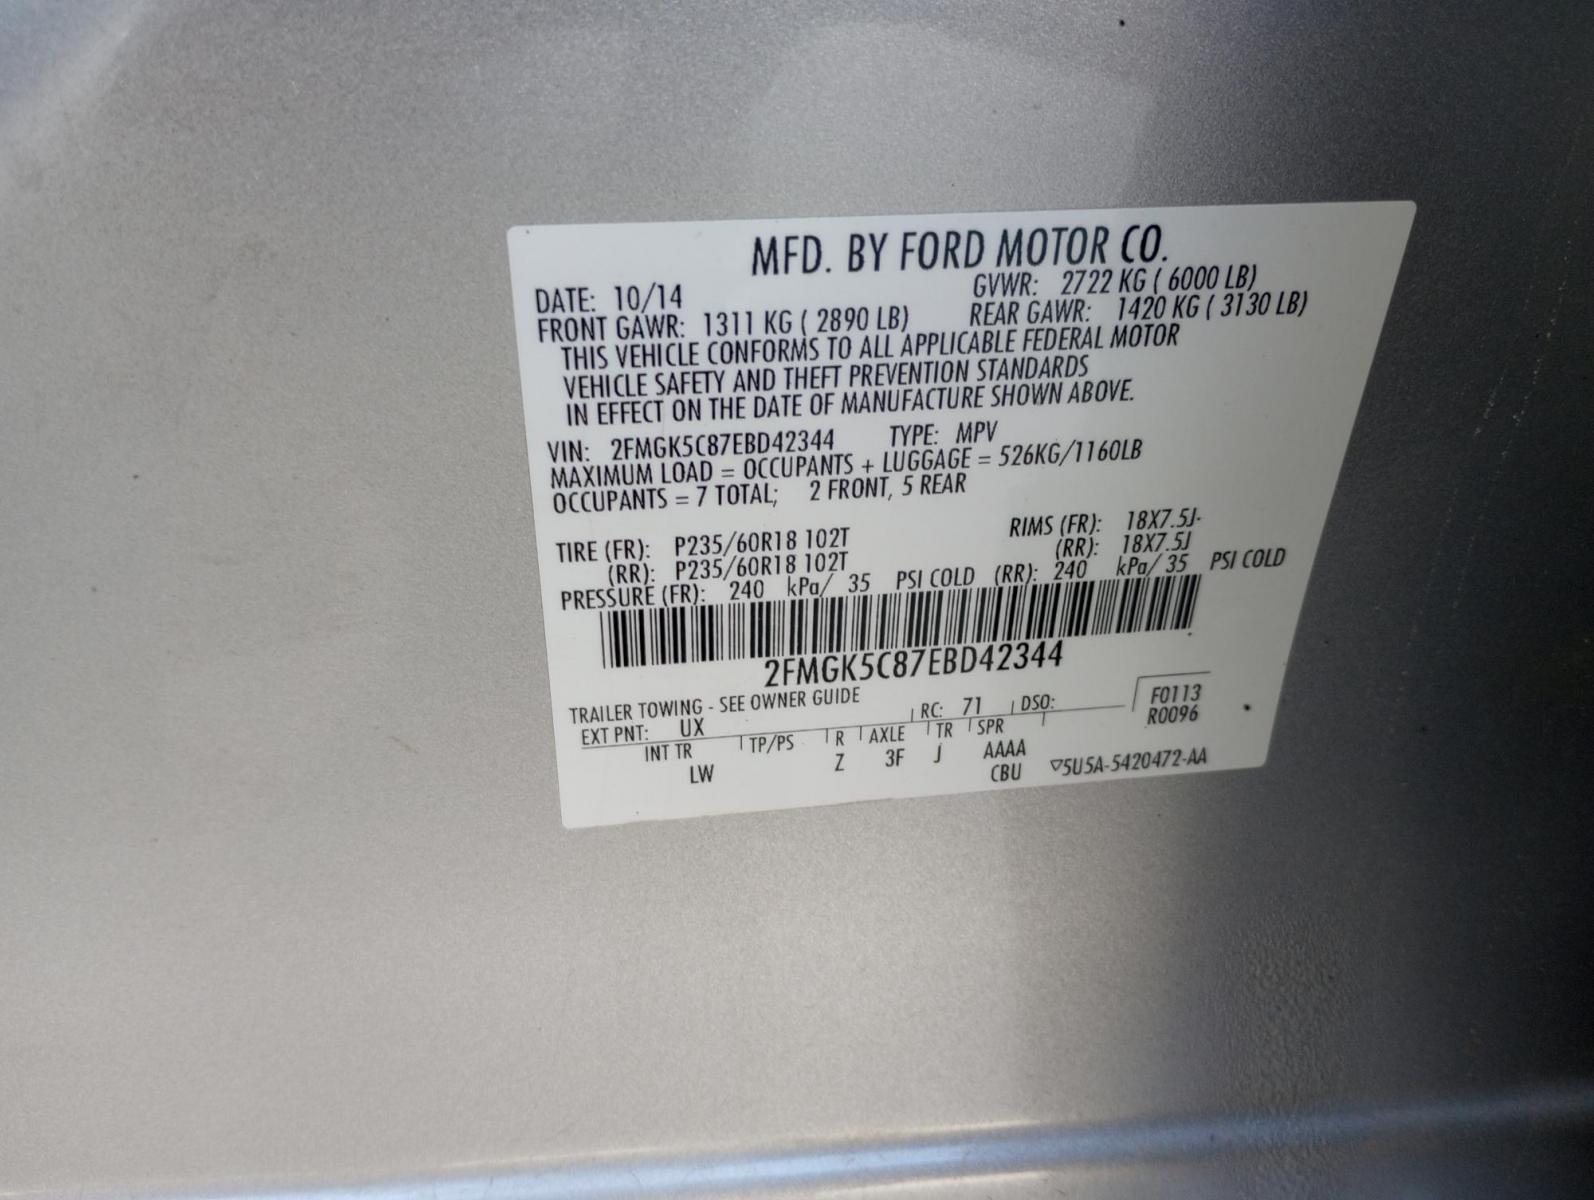 MFD. BY FORD MOTOR CO.
DATE: 10/14 GVWR: 2722 KG ( 6000 LB)
FRONT GAWR: 1311 KG ( 2890 LB) REAR GAWR: 1420 KG ( 3130 LB)
THIS VEHICLE CONFORMS TO ALL APPLICABLE FEDERAL MOTOR
VEHICLE SAFETY AND THEFT PREVENTION STANDARDS
IN EFFECT ON THE DATE OF MANUFACTURE SHOWN ABOVE.
VIN: 2FMGK5C87EBD42344 TYPE: MPV
MAXIMUM LOAD = OCCUPANTS + LUGGAGE = 526KG/1160LB
OCCUPANTS = 7 TOTAL; 2 FRONT, 5 REAR
TIRE (FR): P235/60R18 102T RIMS (FR): 18X7.5J-
(RR): P235/60R18 102T (RR): 18X7.5J
PRESSURE (FR): 240 kPa/ 35 PSI COLD (RR): 240 kPa/ 35 PSI COLD
2FMGK5C87EBD42344
TRAILER TOWING - SEE OWNER GUIDE
EXT PNT: UX RC: 71 DSO: F0113
R0096
INT TR TP/PS R AXLE TR SPR
LW Z 3F J AAAA
CBU ▽5U5A-5420472-AA